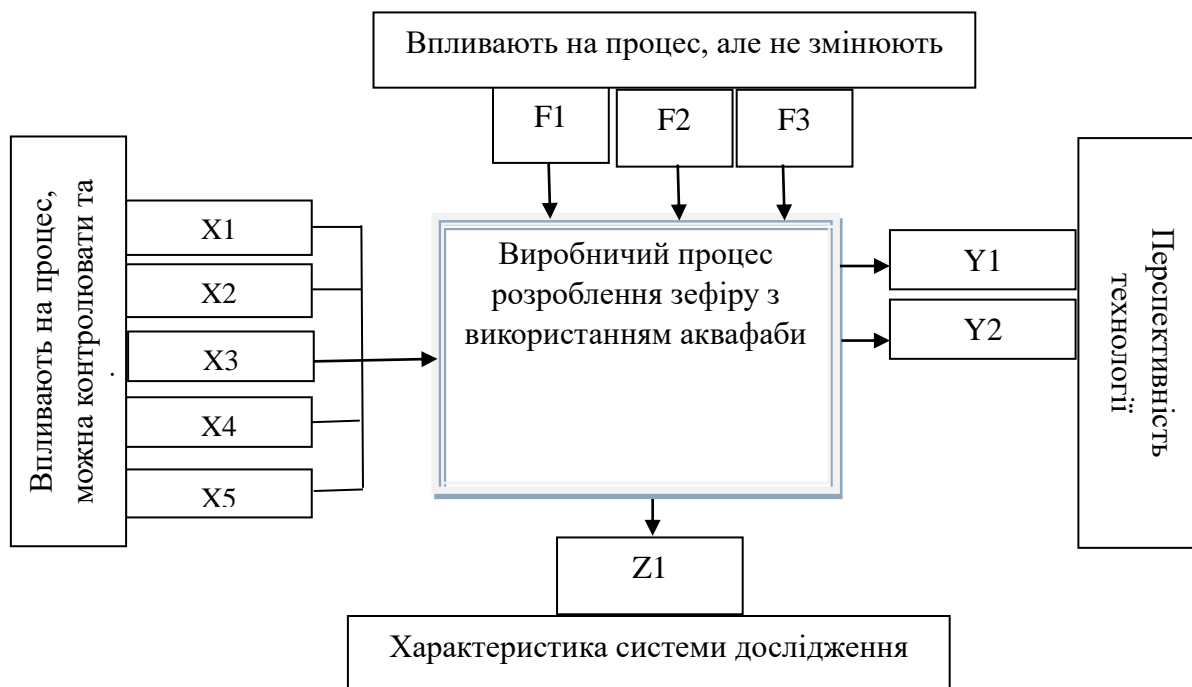 Впливають на процес, але не змінюють
F1
F2
F3
Впливають на процес,
можна контролювати та
.
X1
X2
X3
X4
X5
Виробничий процес
розроблення зефіру з
використанням аквафаби
Y1
Y2
Перспективність
технології
Z1
Характеристика системи дослідження